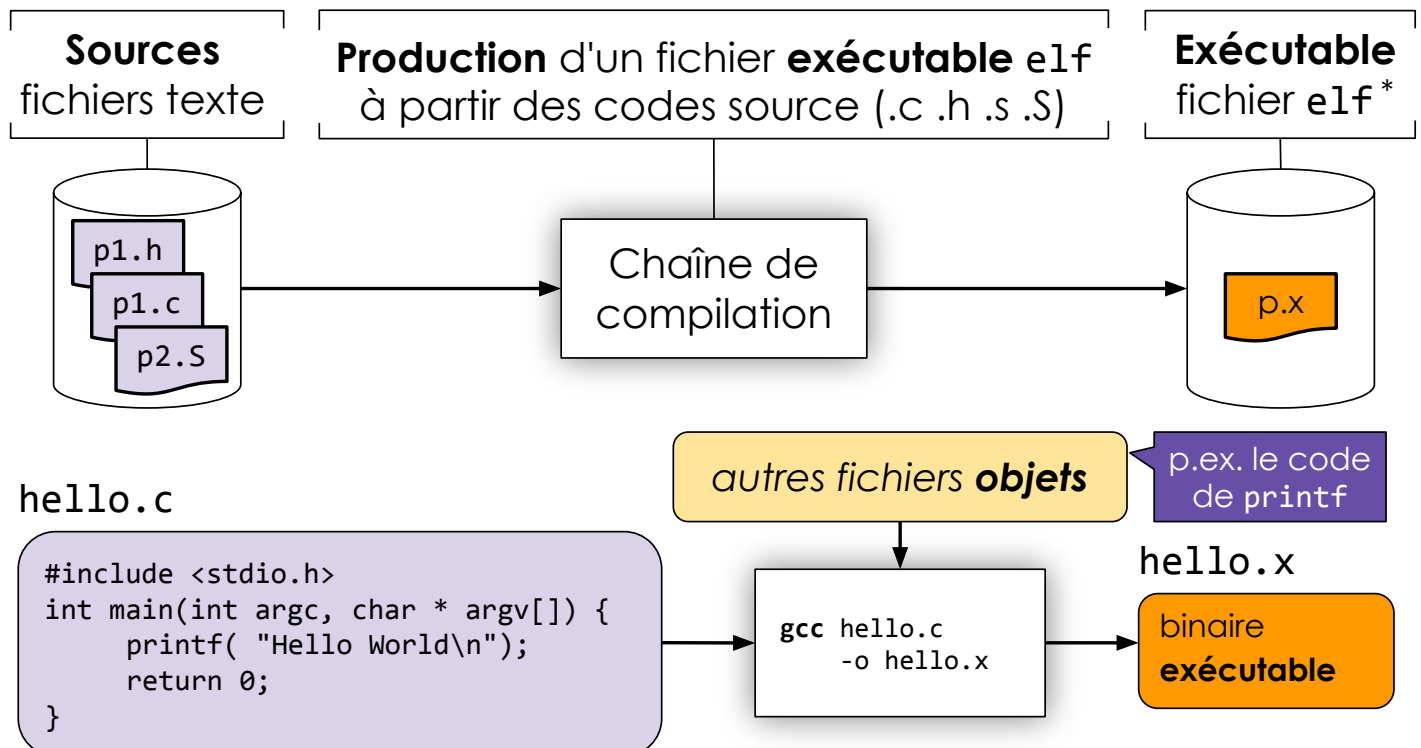 Sources
fichiers texte
Production d'un fichier exécutable elf
à partir des codes source (.c .h .s .S)
Exécutable
fichier elf*
p1.h
p1.c
p2.S
Chaîne de
compilation
p.x
autres fichiers objets
p.ex. le code
de printf
hello.c
#include <stdio.h>
int main(int argc, char * argv[]) {
     printf( "Hello World\n");
     return 0;
}
gcc hello.c
    -o hello.x
hello.x
binaire
exécutable